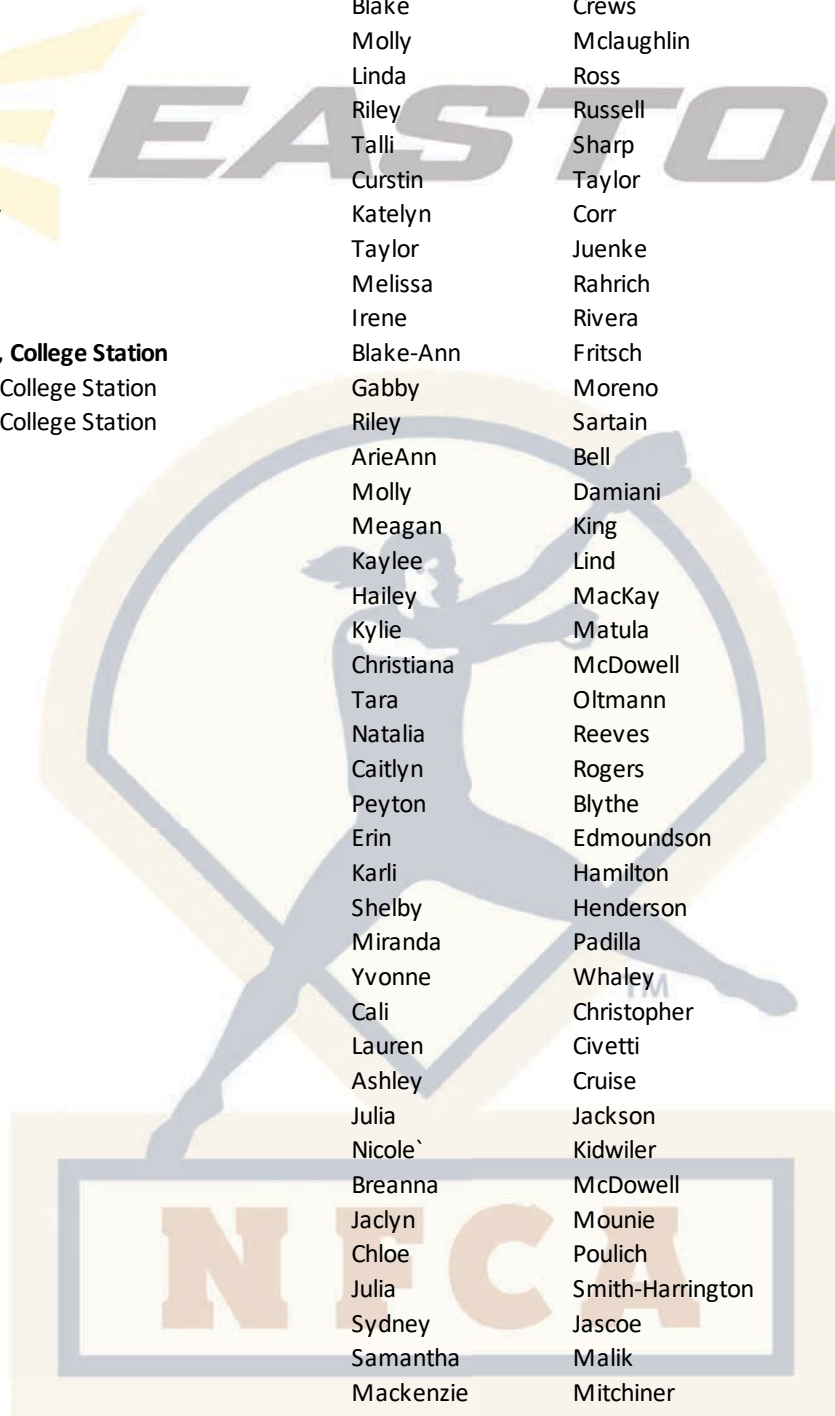 Blake Crews
Molly Mclaughlin
Linda Ross
EASTO
Riley Russell
Talli Sharp
Curstin Taylor
Katelyn Corr
Taylor Juenke
Melissa Rahrich
Irene Rivera
, College Station Blake-Ann Fritsch
College Station Gabby Moreno
College Station Riley Sartain
ArieAnn Bell
Molly Damiani
Meagan King
Kaylee Lind
Hailey MacKay
Kylie Matula
Christiana McDowell
Tara Oltmann
Natalia Reeves
Caitlyn Rogers
Peyton Blythe
Erin Edmoundson
Karli Hamilton
Shelby Henderson
Miranda Padilla
Yvonne Whaley
TM
Cali Christopher
Lauren Civetti
Ashley Cruise
Julia Jackson
Nicole` Kidwiler
Breanna McDowell
Jaclyn Mounie
NFCA
Chloe Poulich
Julia Smith-Harrington
Sydney Jascoe
Samantha Malik
Mackenzie Mitchiner